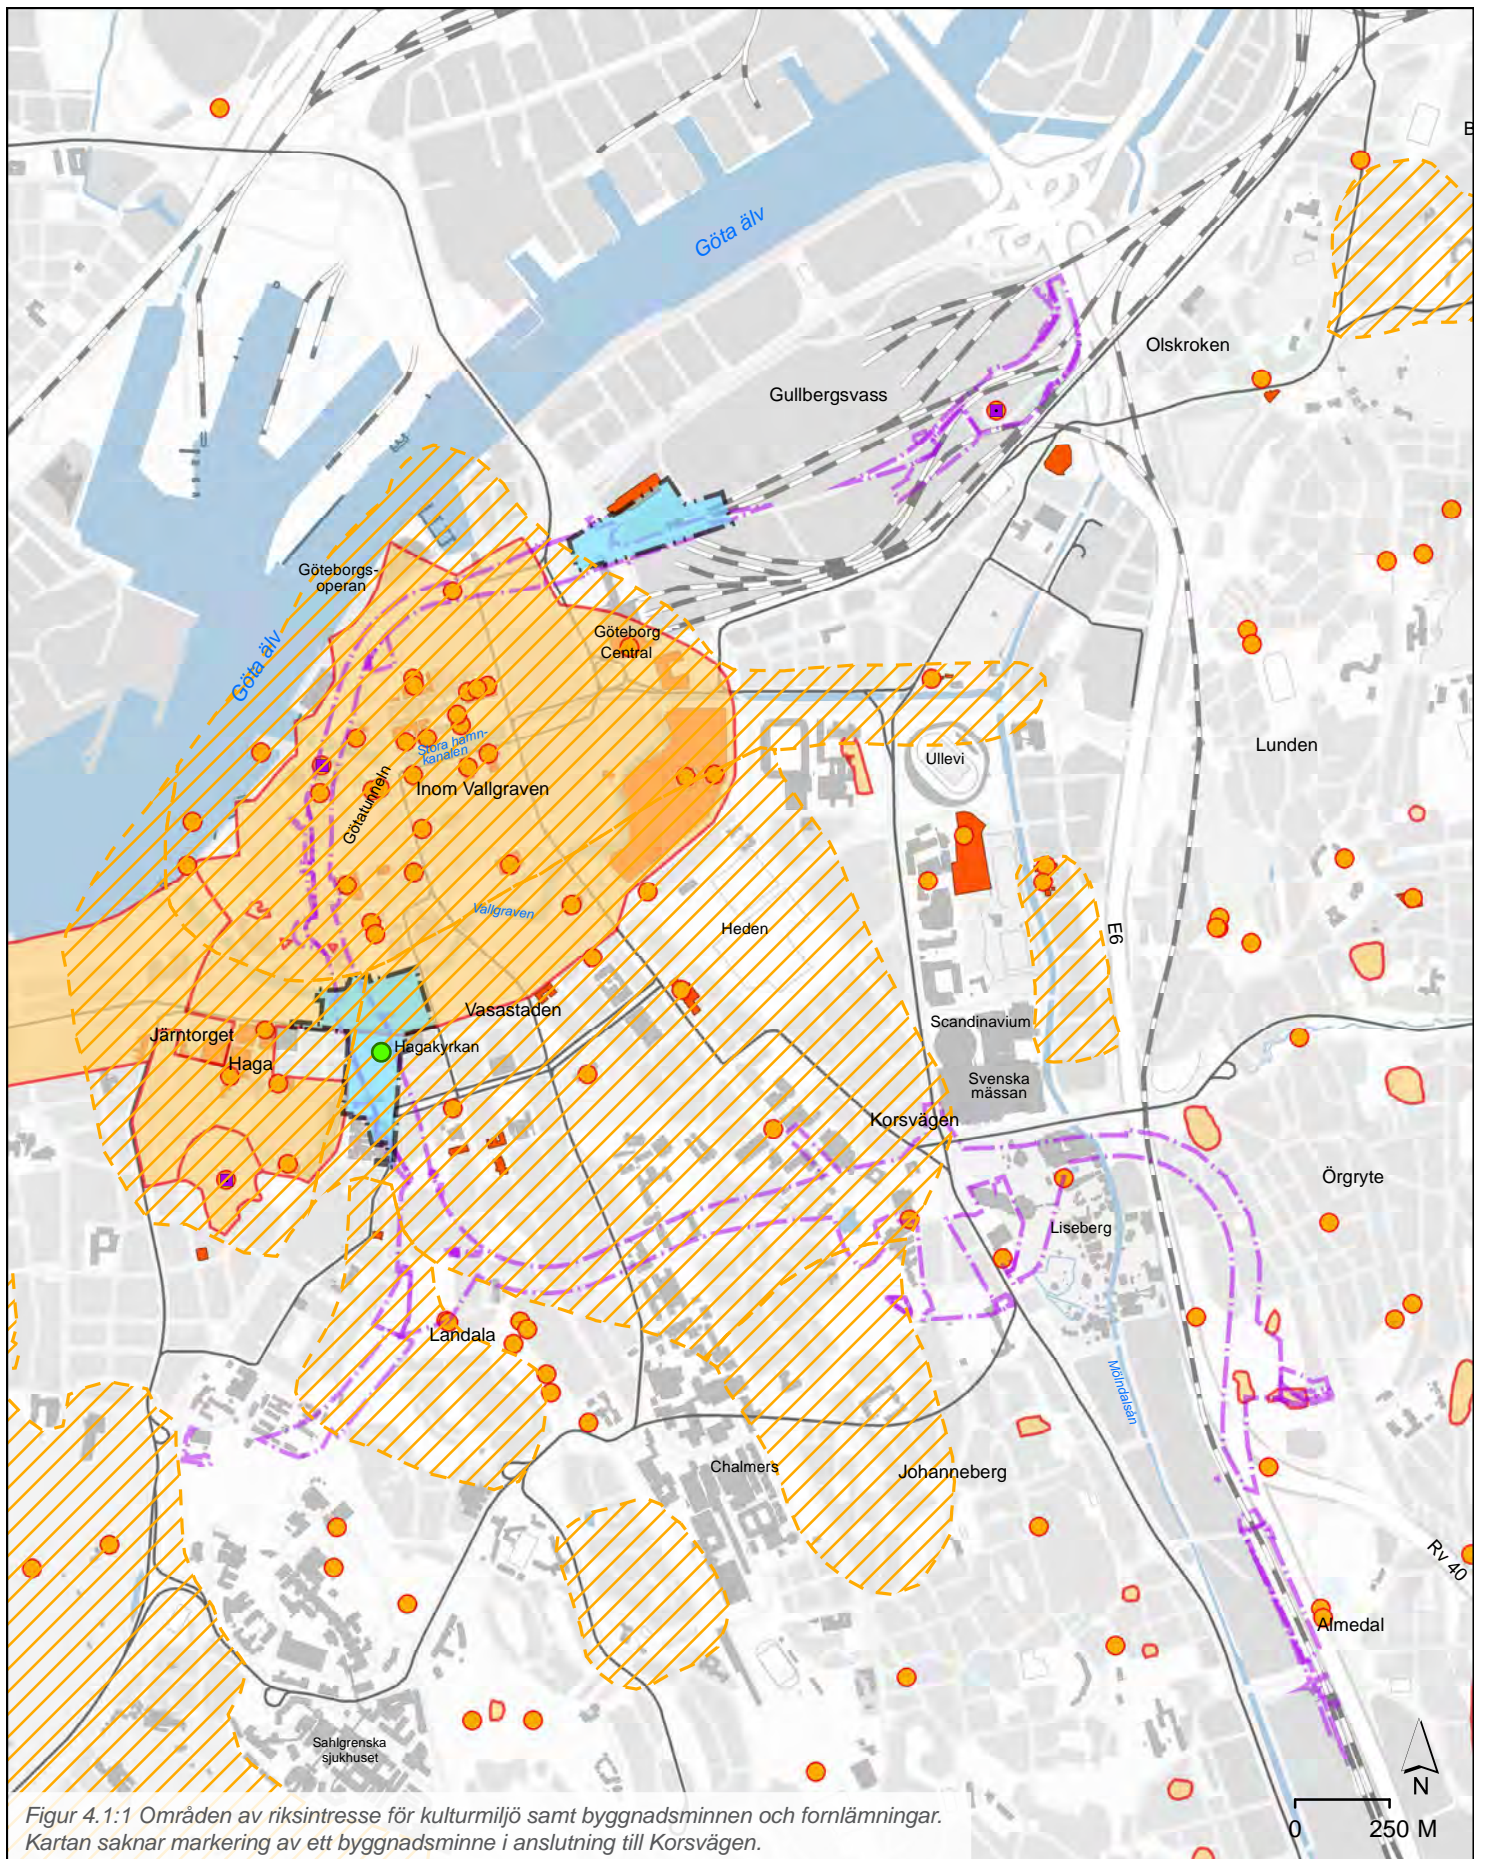 B
Göta älv
Olskroken
Gullbergsvass
Göteborgs-
operan
Göta älv
Göteborg
Central
Stora hamn-
kanalen
Götatunneln
Inom Vallgraven
Ullevi
Lunden
Vallgraven
Heden
E6
Vasastaden
Järntorget
Haga
Hagakyrkan
Scandinavium
Svenska
mässan
Korsvägen
Örgryte
Liseberg
Landala
Mölndalsån
Chalmers
Johanneberg
Rv 40
Almedal
Sahlgrenska
sjukhuset
N
0 250 M
Figur 4.1:1 Områden av riksintresse för kulturmiljö samt byggnadsminnen och fornlämningar.
Kartan saknar markering av ett byggnadsminne i anslutning till Korsvägen.